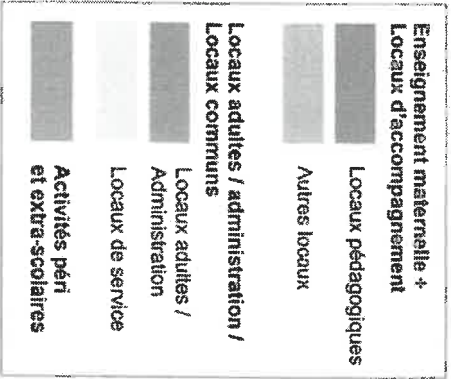 Enseignement maternelle +
Locaux d'accompagnement
Locaux pédagogiques
Autres locaux
Locaux adultes / administration /
Locaux communs
Locaux adultes /
Administration
Locaux de service
Activités péri
et extra-scolaires